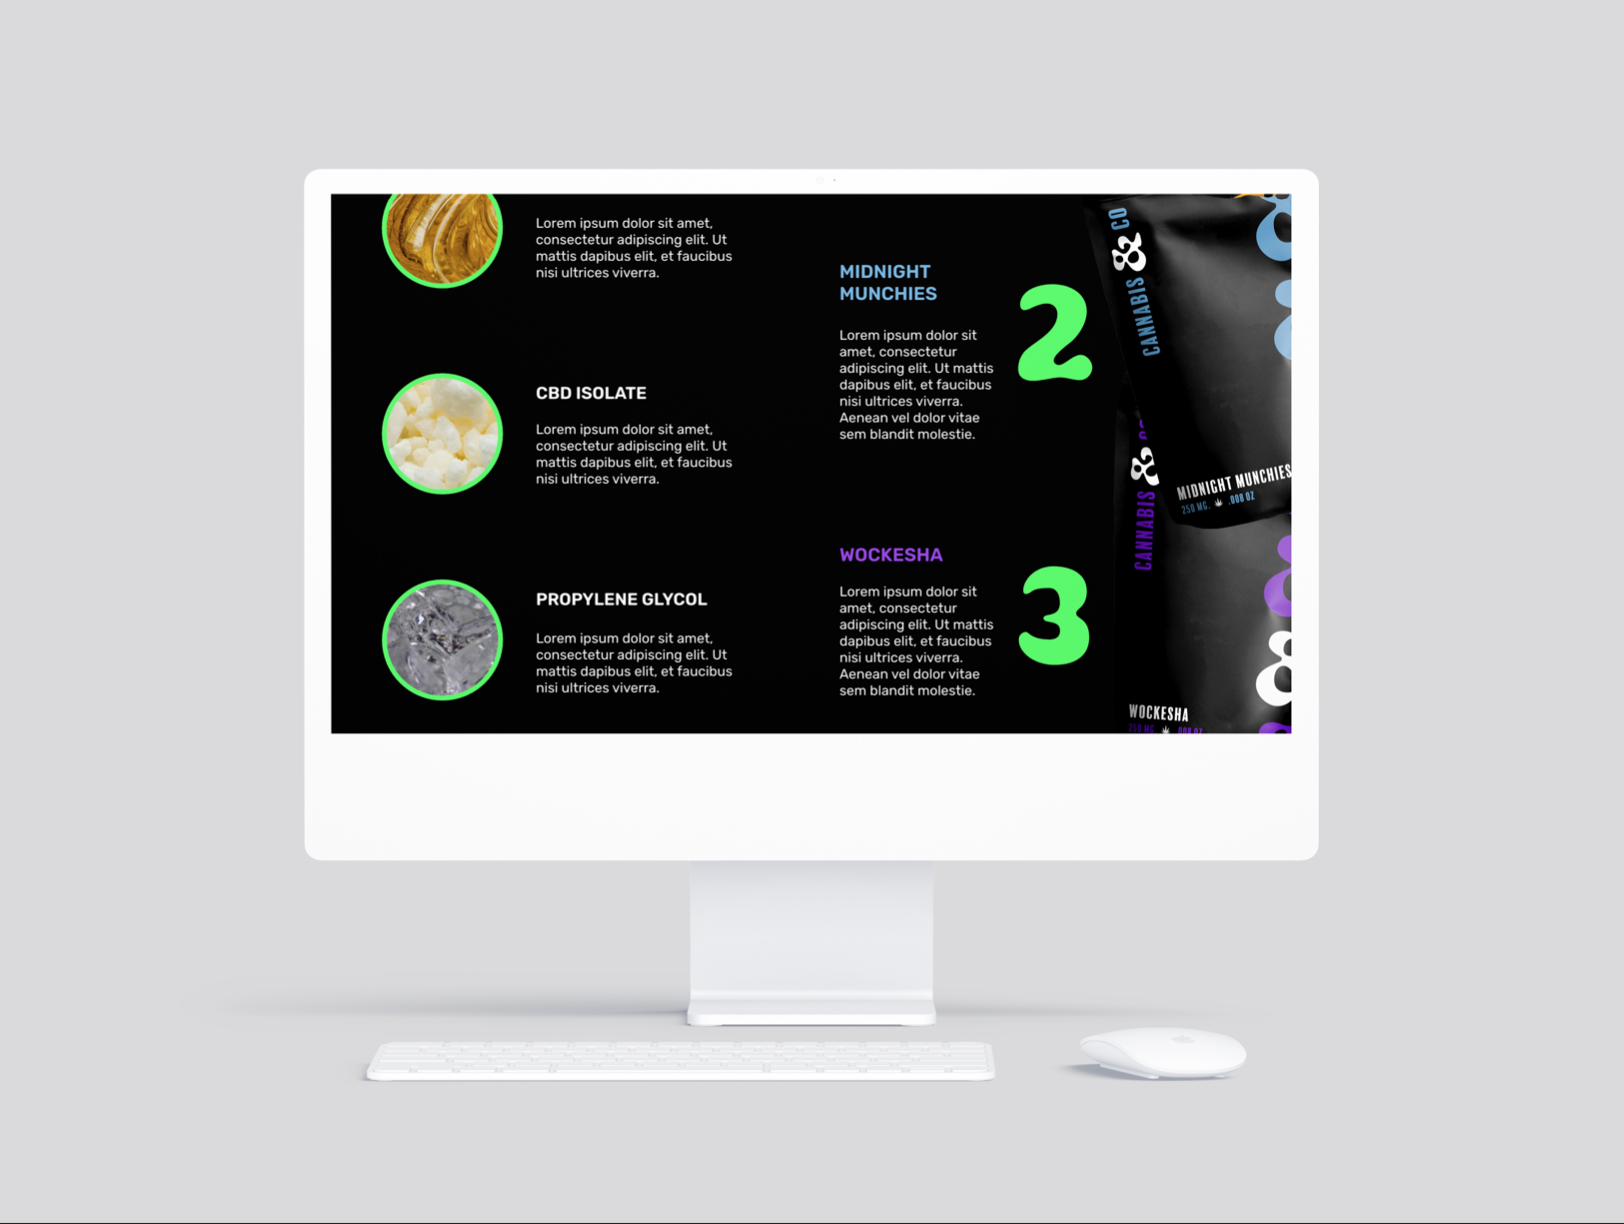 Lorem ipsum dolor sit amet,
consectetur adipiscing elit. Ut
mattis dapibus elit, et faucibus
nisi ultrices viverra.
CBD ISOLATE
Lorem ipsum dolor sit amet,
consectetur adipiscing elit. Ut
mattis dapibus elit, et faucibus
nisi ultrices viverra.
PROPYLENE GLYCOL
Lorem ipsum dolor sit amet,
consectetur adipiscing elit. Ut
mattis dapibus elit, et faucibus
nisi ultrices viverra.
MIDNIGHT
MUNCHIES
Lorem ipsum dolor sit
amet, consectetur
adipiscing elit. Ut mattis
dapibus elit, et faucibus
nisi ultrices viverra.
Aenean vel dolor vitae
sem blandit molestie.
2
WOCKESHA
Lorem ipsum dolor sit
amet, consectetur
adipiscing elit. Ut mattis
dapibus elit, et faucibus
nisi ultrices viverra.
Aenean vel dolor vitae
sem blandit molestie.
3
CANNABIS & CO
MIDNIGHT MUNCHIES
250 MG. .008 OZ
CANNABIS & CO
&
WOCKESHA
250 MG. .008 OZ